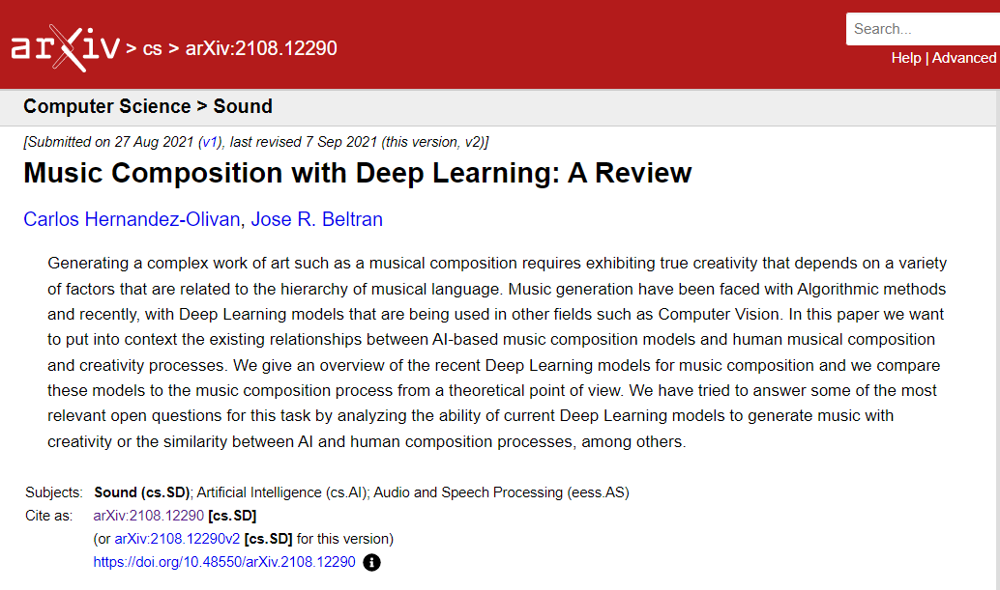 arXiv > cs > arXiv:2108.12290
Search...
Help | Advanced
Computer Science > Sound
[Submitted on 27 Aug 2021 (v1), last revised 7 Sep 2021 (this version, v2)]
Music Composition with Deep Learning: A Review
Carlos Hernandez-Olivan, Jose R. Beltran
Generating a complex work of art such as a musical composition requires exhibiting true creativity that depends on a variety
of factors that are related to the hierarchy of musical language. Music generation have been faced with Algorithmic methods
and recently, with Deep Learning models that are being used in other fields such as Computer Vision. In this paper we want
to put into context the existing relationships between AI-based music composition models and human musical composition
and creativity processes. We give an overview of the recent Deep Learning models for music composition and we compare
these models to the music composition process from a theoretical point of view. We have tried to answer some of the most
relevant open questions for this task by analyzing the ability of current Deep Learning models to generate music with
creativity or the similarity between AI and human composition processes, among others.
Subjects: Sound (cs.SD); Artificial Intelligence (cs.AI); Audio and Speech Processing (eess.AS)
Cite as: arXiv:2108.12290 [cs.SD]
(or arXiv:2108.12290v2 [cs.SD] for this version)
https://doi.org/10.48550/arXiv.2108.12290